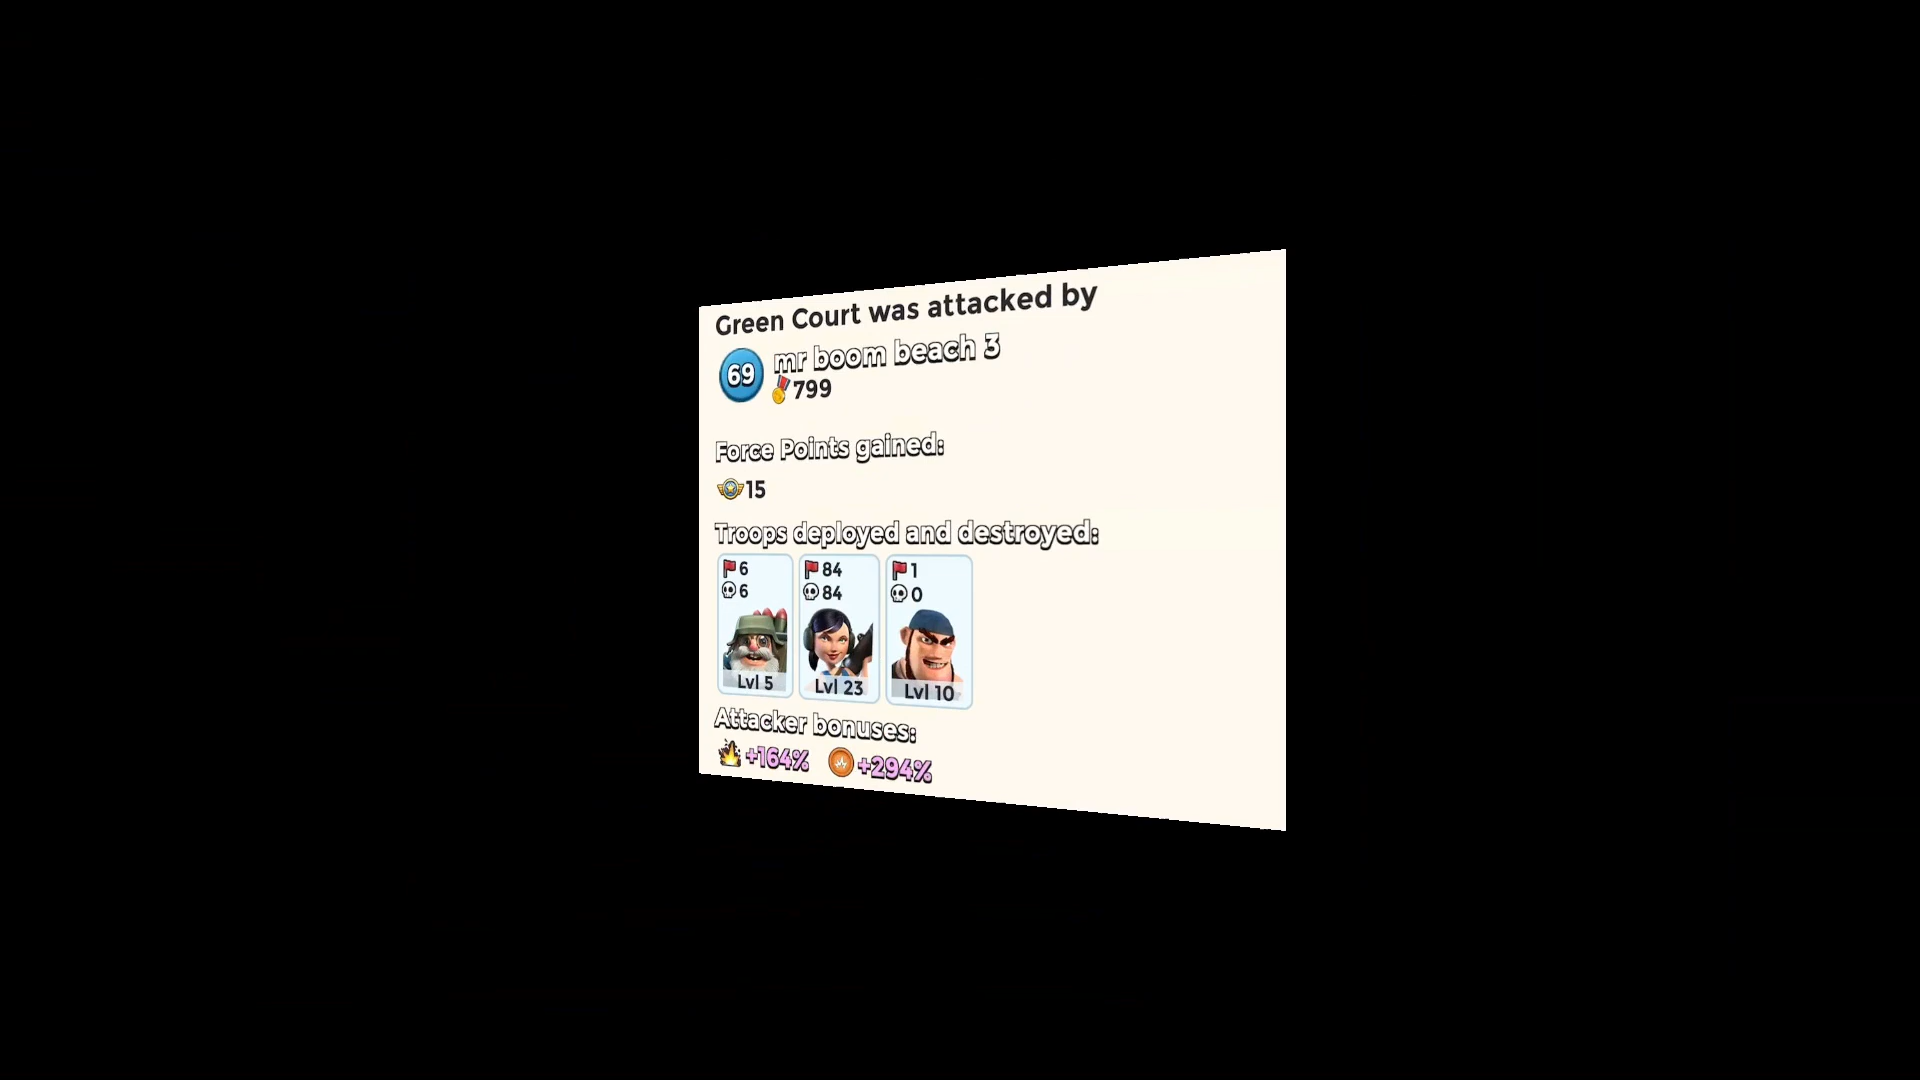 Green Court was attacked by
69 mr boom beach 3
799
Force Points gained:
15
Troops deployed and destroyed:
6 84 1
6 84 0
Lvl 5 Lvl 23 Lvl 10
Attacker bonuses:
+164% +294%